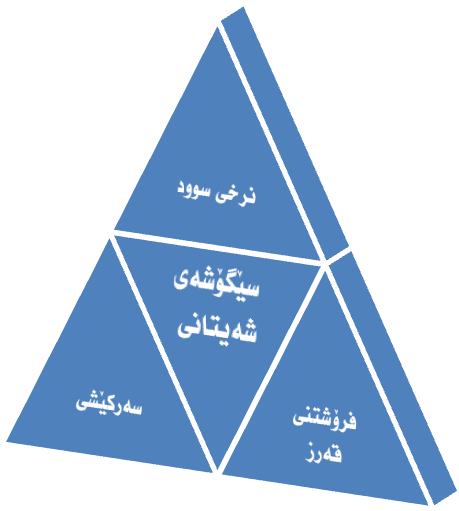 نرخی سوود
سێگۆشەی
شەیتانی
سەرکێشی
فرۆشتنی
قەرز